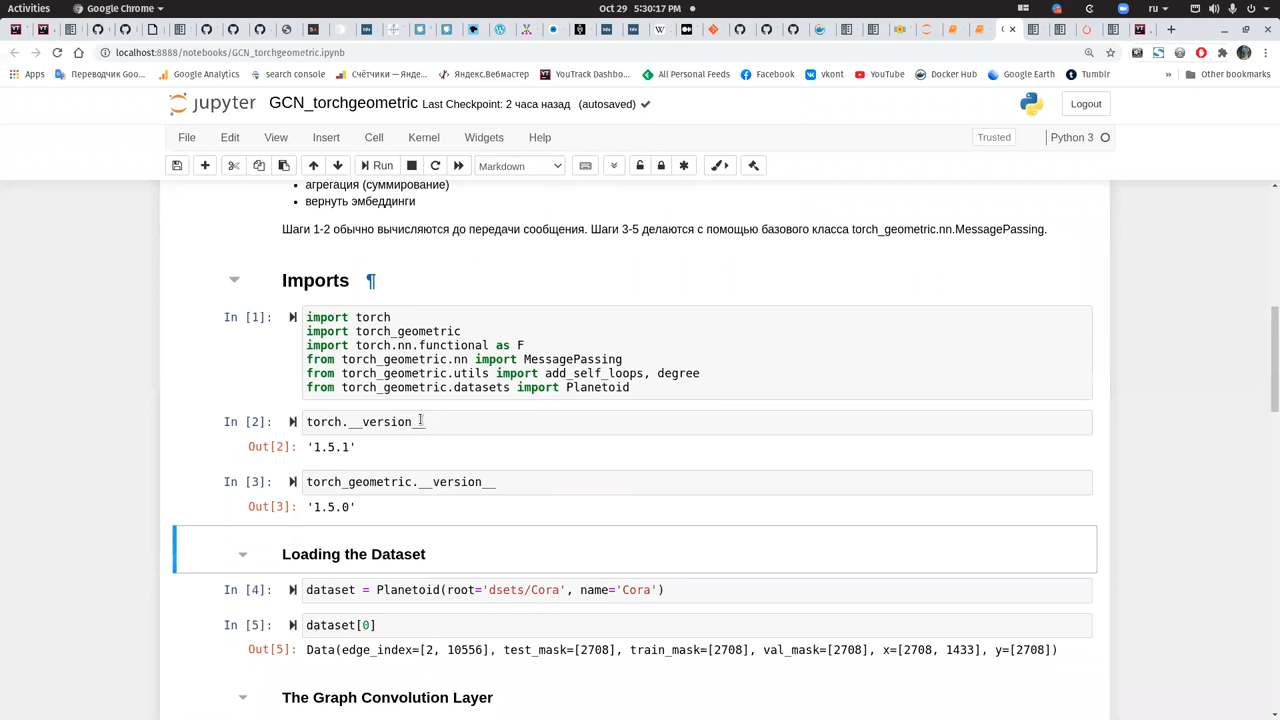 Activities
Google Chrome
Oct 29 5:30:17 PM
ru
localhost:8888/notebooks/GCN_torchgeometric.ipynb
Apps
Переводчик Goo...
Google Analytics
search console
Счётчики — Янде...
Яндекс.Вебмастер
YouTrack Dashbo...
All Personal Feeds
Facebook
vkont
YouTube
Docker Hub
Google Earth
Tumblr
»
Other bookmarks
jupyter GCN_torchgeometric Last Checkpoint: 2 часа назад (autosaved)
Logout
File Edit View Insert Cell Kernel Widgets Help
Trusted
Python 3
Run
Markdown
• агрегация (суммирование)
• вернуть эмбеддинги
Шаги 1-2 обычно вычисляются до передачи сообщения. Шаги 3-5 делаются с помощью базового класса torch_geometric.nn.MessagePassing.
Imports ¶
In [1]:
import torch
import torch_geometric
import torch.nn.functional as F
from torch_geometric.nn import MessagePassing
from torch_geometric.utils import add_self_loops, degree
from torch_geometric.datasets import Planetoid
In [2]: torch.__version__
Out[2]: '1.5.1'
In [3]: torch_geometric.__version__
Out[3]: '1.5.0'
Loading the Dataset
In [4]: dataset = Planetoid(root='dsets/Cora', name='Cora')
In [5]: dataset[0]
Out[5]: Data(edge_index=[2, 10556], test_mask=[2708], train_mask=[2708], val_mask=[2708], x=[2708, 1433], y=[2708])
The Graph Convolution Layer